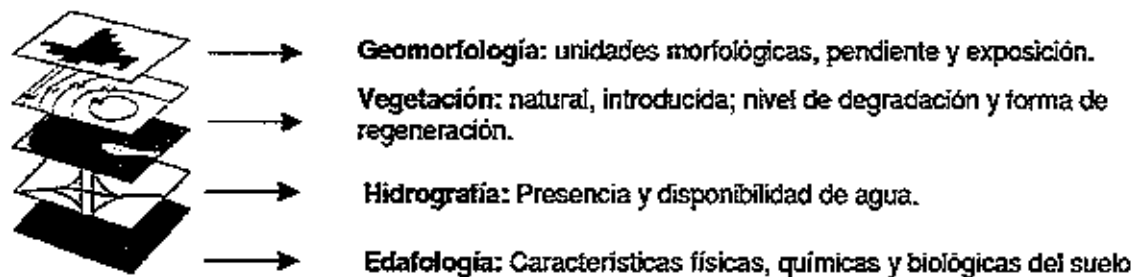 Geomorfología: unidades morfológicas, pendiente y exposición.
Vegetación: natural, introducida; nivel de degradación y forma de
regeneración.
Hidrografía: Presencia y disponibilidad de agua.
Edafología: Características físicas, químicas y biológicas del suelo